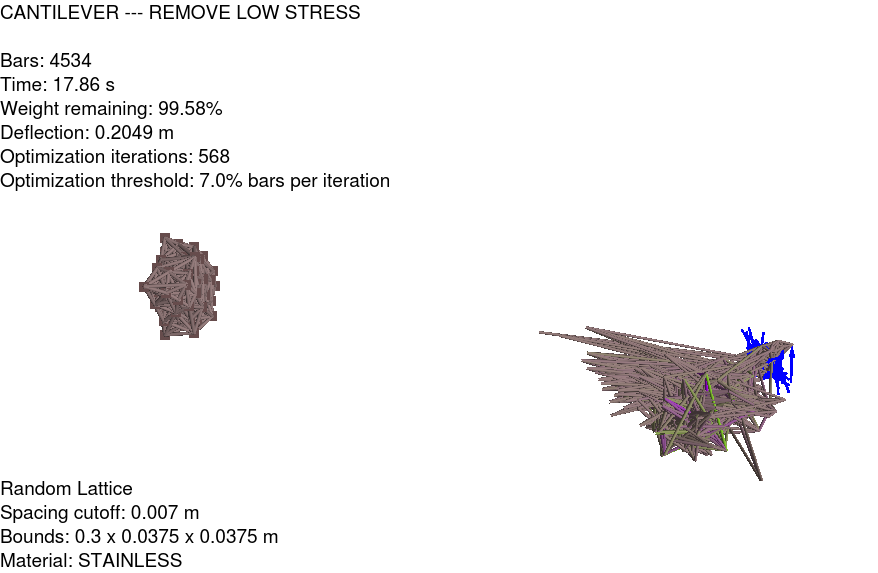 CANTILEVER --- REMOVE LOW STRESS
Bars: 4534
Time: 17.86 s
Weight remaining: 99.58%
Deflection: 0.2049 m
Optimization iterations: 568
Optimization threshold: 7.0% bars per iteration
Random Lattice
Spacing cutoff: 0.007 m
Bounds: 0.3 x 0.0375 x 0.0375 m
Material: STAINLESS